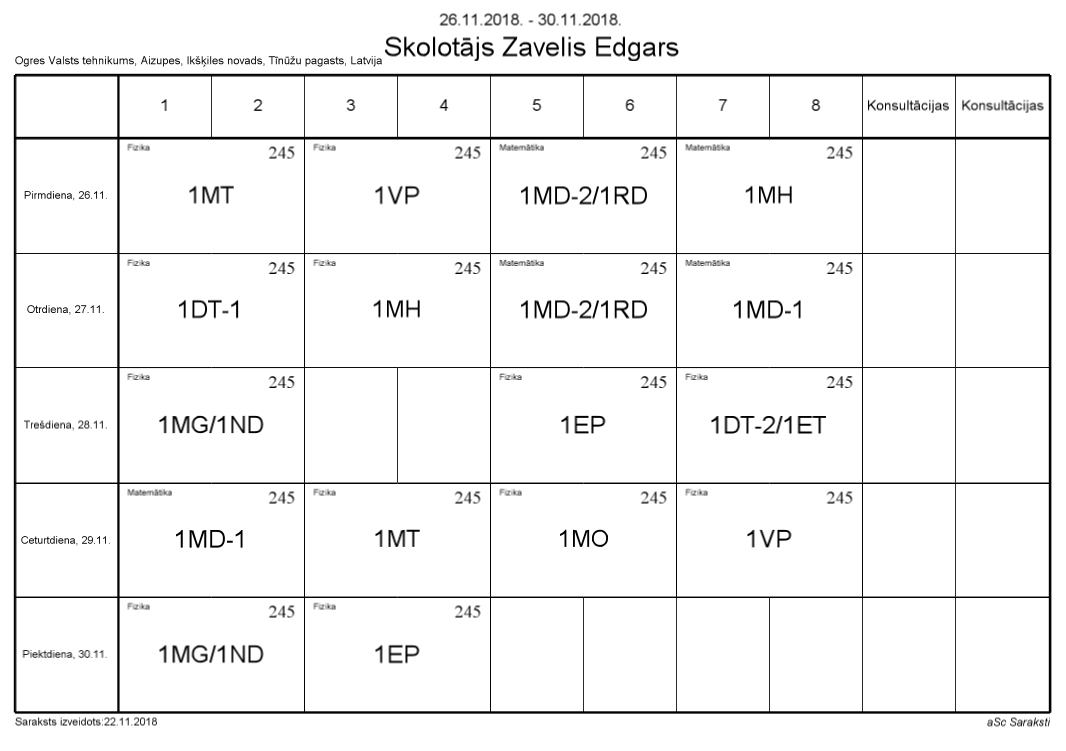 26.11.2018. - 30.11.2018.
Skolotājs Zavelis Edgars
Ogres Valsts tehnikums, Aizupes, Ikšķiles novads, Tīnūžu pagasts, Latvija
1 2 3 4 5 6 7 8 Konsultācijas Konsultācijas
Fizika 245 Fizika 245 Matemātika 245 Matemātika 245
Pirmdiena, 26.11. 1MT 1VP 1MD-2/1RD 1MH
Fizika 245 Fizika 245 Matemātika 245 Matemātika 245
Otrdiena, 27.11. 1DT-1 1MH 1MD-2/1RD 1MD-1
Fizika 245 Fizika 245 Fizika 245
Trešdiena, 28.11. 1MG/1ND 1EP 1DT-2/1ET
Matemātika 245 Fizika 245 Fizika 245 Fizika 245
Ceturtdiena, 29.11. 1MD-1 1MT 1MO 1VP
Fizika 245 Fizika 245
Piektdiena, 30.11. 1MG/1ND 1EP
Saraksts izveidots:22.11.2018 aSc Saraksti